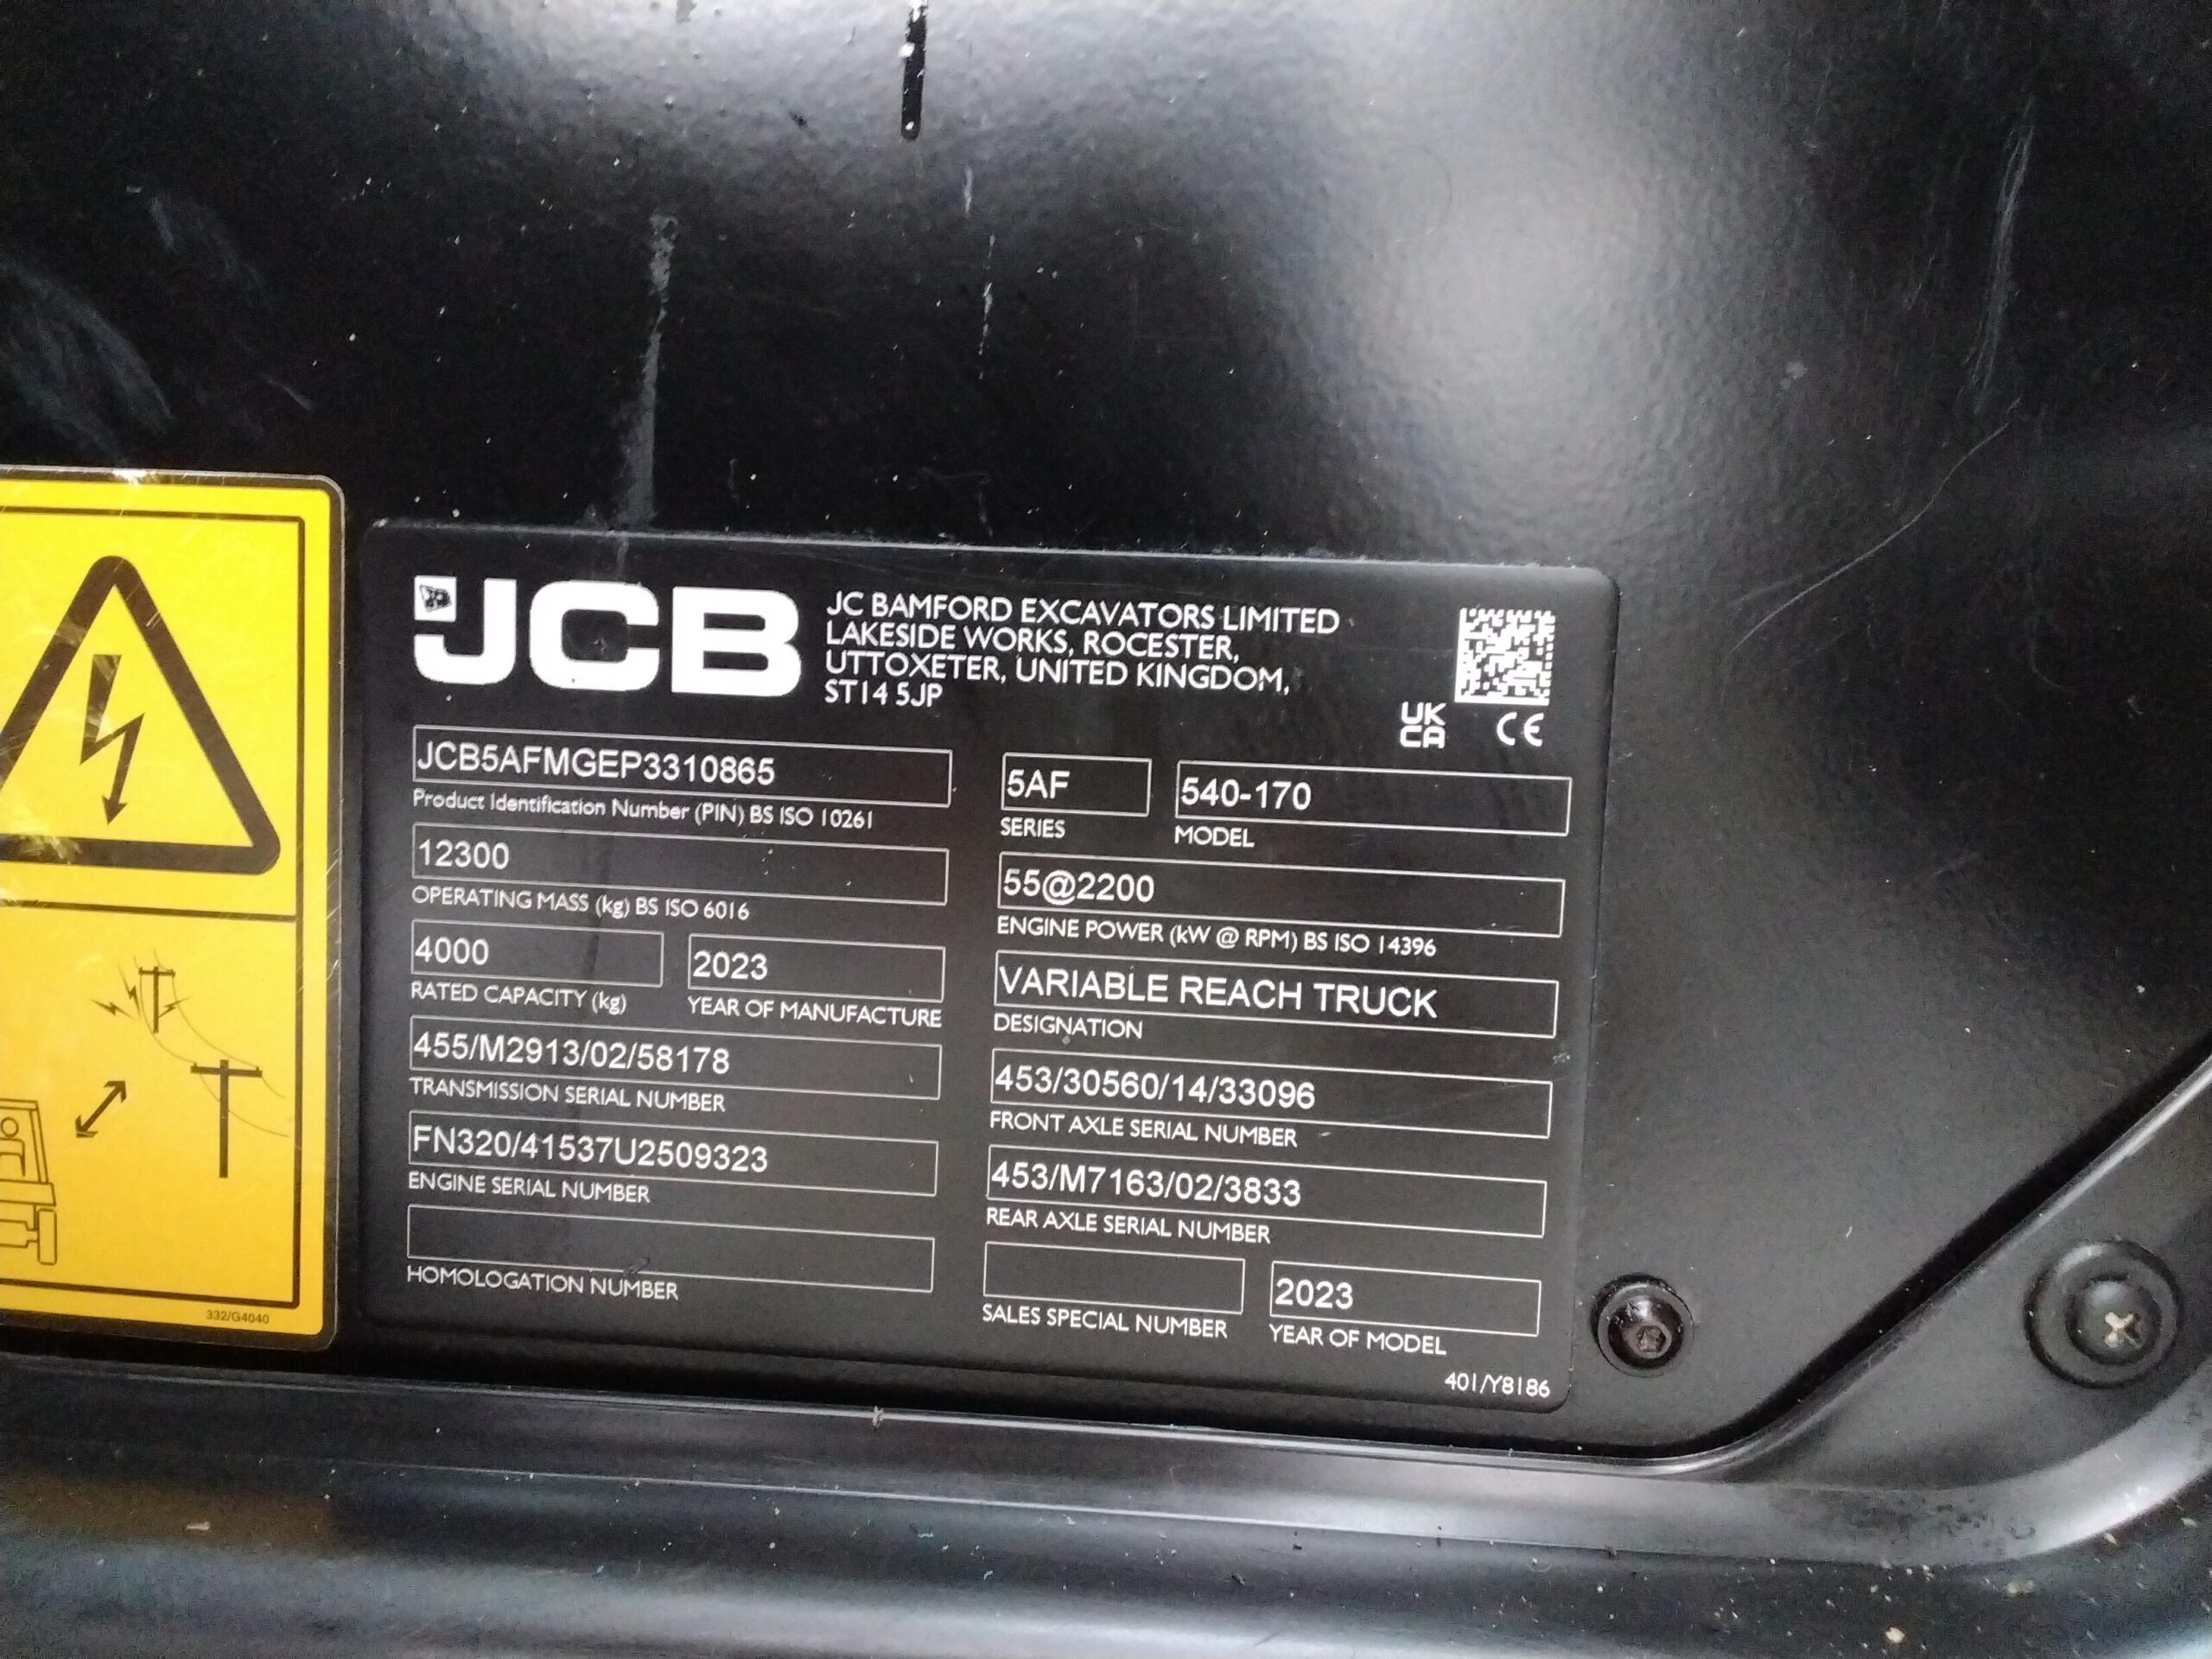 JCB
JC BAMFORD EXCAVATORS LIMITED
LAKESIDE WORKS, ROCESTER,
UTTOXETER, UNITED KINGDOM,
ST14 5JP
UK
CA
CE
JCB5AFMGEP3310865
Product Identification Number (PIN) BS ISO 10261
5AF
SERIES
540-170
MODEL
12300
OPERATING MASS (kg) BS ISO 6016
55@2200
ENGINE POWER (kW @ RPM) BS ISO 14396
4000
RATED CAPACITY (kg)
2023
YEAR OF MANUFACTURE
VARIABLE REACH TRUCK
DESIGNATION
455/M2913/02/58178
TRANSMISSION SERIAL NUMBER
453/30560/14/33096
FRONT AXLE SERIAL NUMBER
FN320/41537U2509323
ENGINE SERIAL NUMBER
453/M7163/02/3833
REAR AXLE SERIAL NUMBER
HOMOLOGATION NUMBER
SALES SPECIAL NUMBER
2023
YEAR OF MODEL
401/Y8186
332/G4040